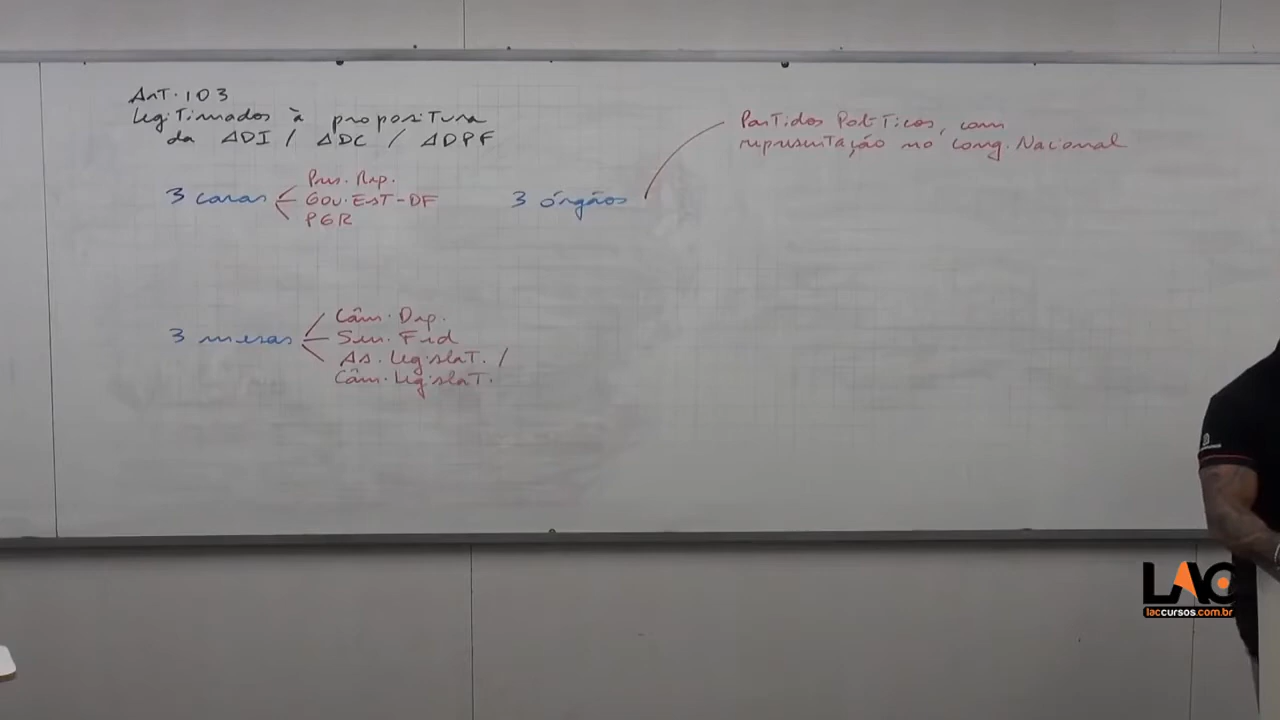 Art. 103
Legitimados à propositura
da ADI / ADC / ADPF
3 caras
Pres. Rep.
Gov. Est - DF
PGR
3 mesas
Câm. Dep.
Sen. Fed
As. Legislat. /
Câm. Legislat.
3 órgãos
Partidos Políticos, com
representação no Cong. Nacional
LAC
laccursos.com.br